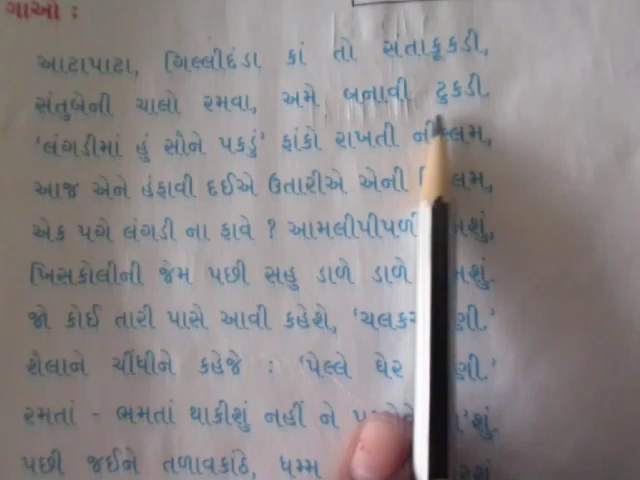 ગાઓ :
આટાપાટા, ગિલ્લીદંડા કાં તો સંતાકૂકડી,
સંતુબેની ચાલો રમવા, અમે બનાવી ટુકડી.
'લંગડીમાં હું સૌને પકડું' ફાંકો રાખતી નીલ્લમ,
આજ એને હંફાવી દઈએ ઉતારીએ એની
એક પગે લંગડી ના ફાવે ? આમલીપીપળી
ખિસકોલીની જેમ પછી સહુ ડાળે ડાળે
જો કોઈ તારી પાસે આવી કહેશે,
શૈલાને ચીંધીને કહેજે : 'પેલ્લે ઘેર
રમતાં - ભમતાં થાકીશું નહીં ને
પછી જઈને તળાવકાંઠે, ધમ્મ